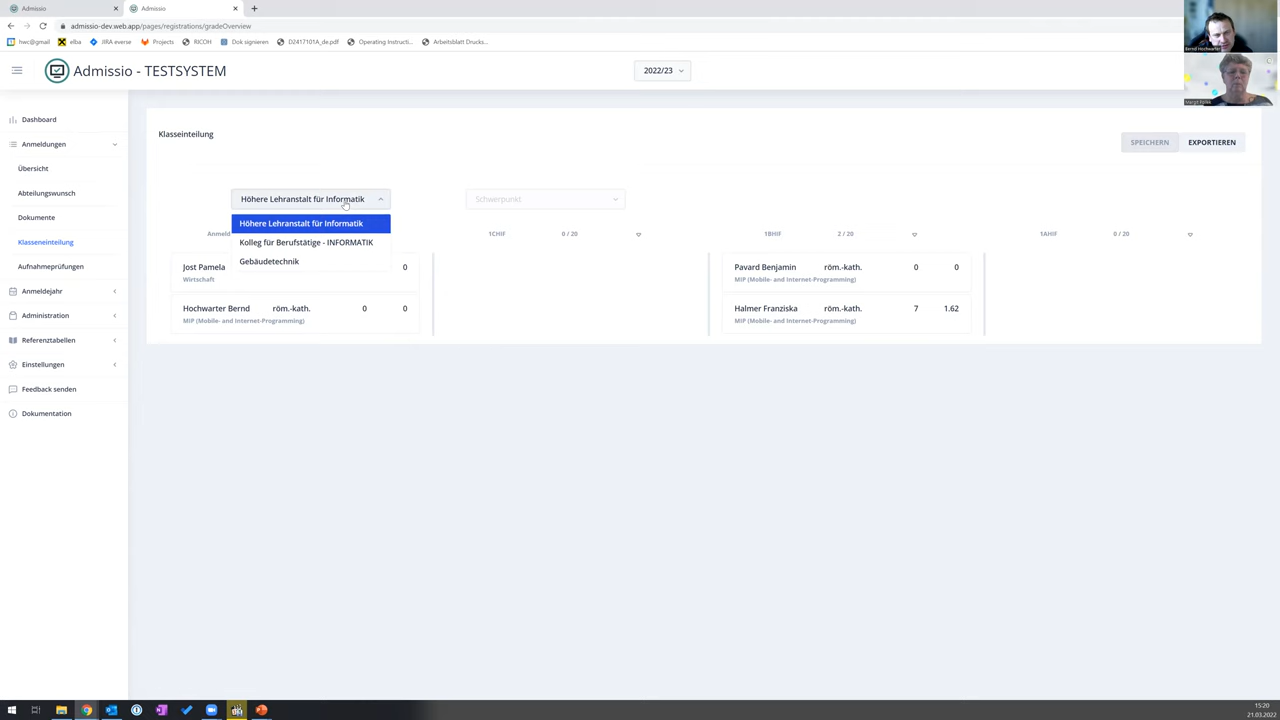 Admissio
Admissio
admissio-dev.web.app/pages/registrations/gradeOverview
hwc@gmail
elba
JIRA everse
Projects
RICOH
Dok signieren
D2417101A_de.pdf
Operating Instructi...
Arbeitsblatt Drucks...
Bernd Hochwarter
Admissio - TESTSYSTEM
2022/23
Dashboard
Anmeldungen
Übersicht
Abteilungswunsch
Dokumente
Klasseneinteilung
Aufnahmeprüfungen
Anmeldejahr
Administration
Referenztabellen
Einstellungen
Feedback senden
Dokumentation
Klasseinteilung
SPEICHERN
EXPORTIEREN
Höhere Lehranstalt für Informatik
Schwerpunkt
Höhere Lehranstalt für Informatik
Kolleg für Berufstätige - INFORMATIK
Gebäudetechnik
Anmeld
1CHIF 0 / 20
1BHIF 2 / 20
1AHIF 0 / 20
Jost Pamela 0
Wirtschaft
Hochwarter Bernd röm.-kath. 0 0
MIP (Mobile- and Internet-Programming)
Pavard Benjamin röm.-kath. 0 0
MIP (Mobile- and Internet-Programming)
Halmer Franziska röm.-kath. 7 1.62
MIP (Mobile- and Internet-Programming)
15:20
21.03.2022